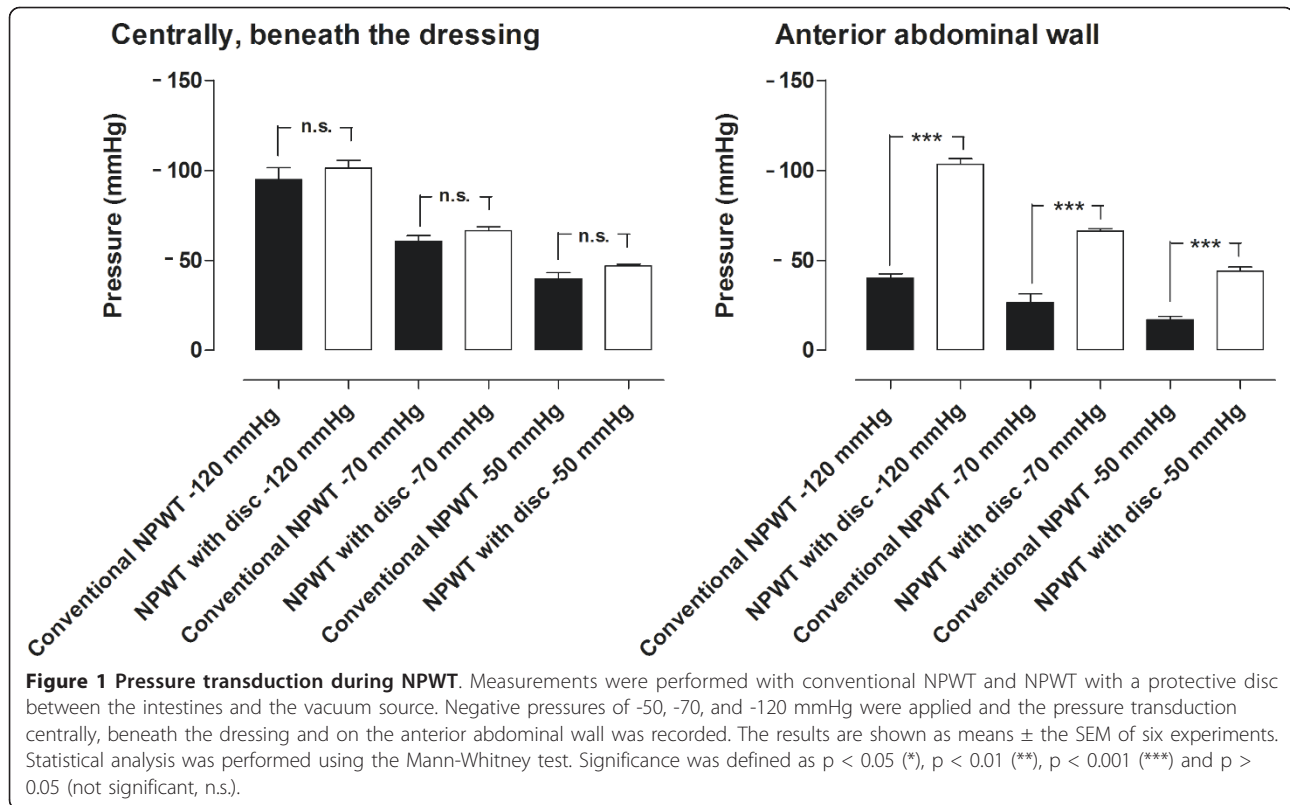 Centrally, beneath the dressing
Pressure (mmHg)
- 150
- 100
- 50
0
n.s.
n.s.
n.s.
Conventional NPWT -120 mmHg
NPWT with disc -120 mmHg
Conventional NPWT -70 mmHg
NPWT with disc -70 mmHg
Conventional NPWT -50 mmHg
NPWT with disc -50 mmHg
Anterior abdominal wall
Pressure (mmHg)
- 150
- 100
- 50
0
***
***
***
Conventional NPWT -120 mmHg
NPWT with disc -120 mmHg
Conventional NPWT -70 mmHg
NPWT with disc -70 mmHg
Conventional NPWT -50 mmHg
NPWT with disc -50 mmHg
Figure 1 Pressure transduction during NPWT. Measurements were performed with conventional NPWT and NPWT with a protective disc
between the intestines and the vacuum source. Negative pressures of -50, -70, and -120 mmHg were applied and the pressure transduction
centrally, beneath the dressing and on the anterior abdominal wall was recorded. The results are shown as means ± the SEM of six experiments.
Statistical analysis was performed using the Mann-Whitney test. Significance was defined as p < 0.05 (*), p < 0.01 (**), p < 0.001 (***) and p >
0.05 (not significant, n.s.).